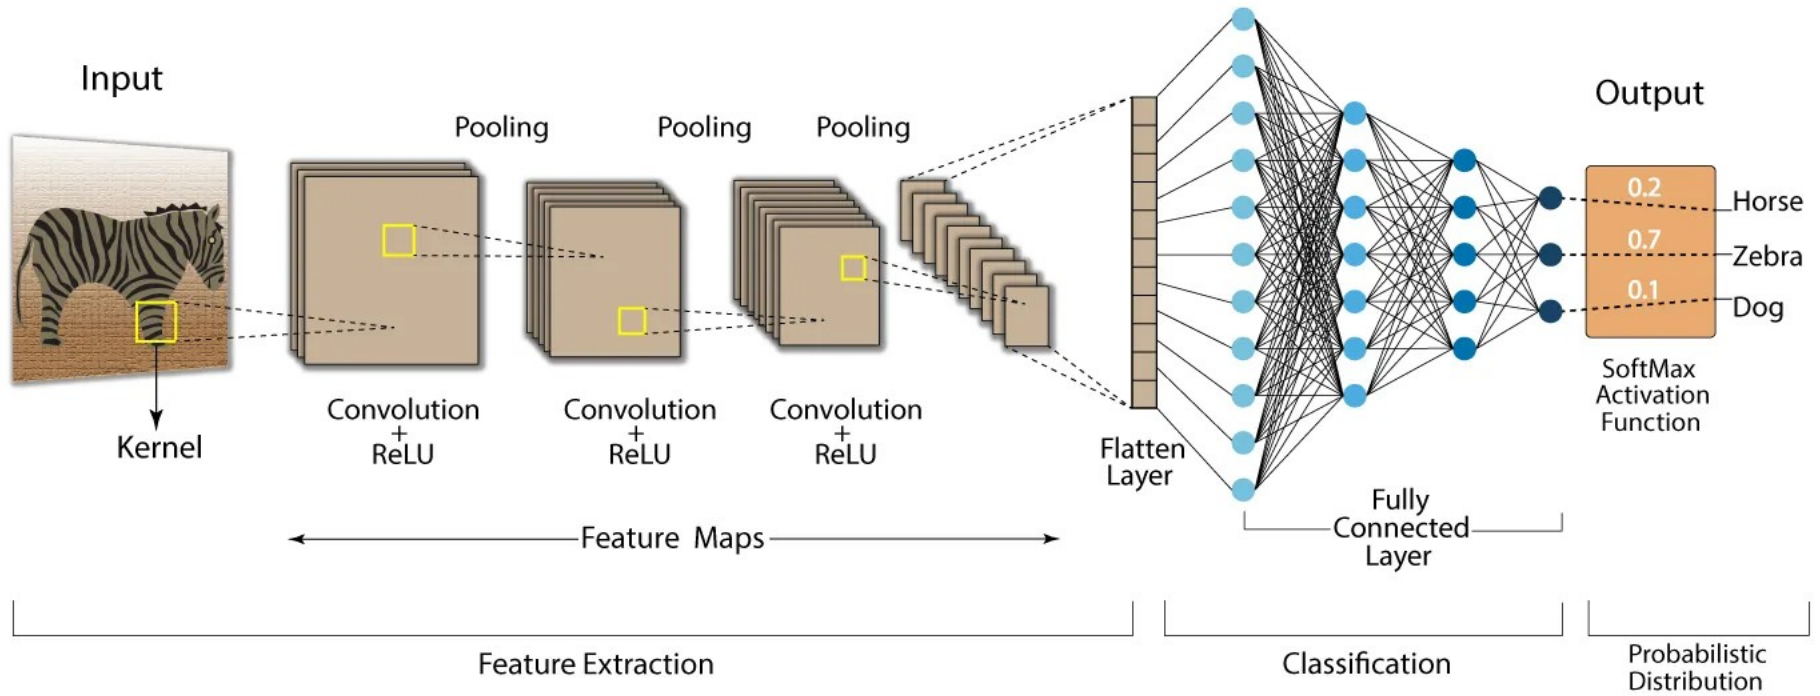 Input
Pooling
Pooling
Pooling
Output
0.2
Horse
0.7
Zebra
0.1
Dog
SoftMax
Activation
Function
Convolution
+
ReLU
Convolution
+
ReLU
Convolution
+
ReLU
Kernel
Flatten
Layer
Fully
Connected
Layer
Feature Maps
Feature Extraction
Classification
Probabilistic
Distribution